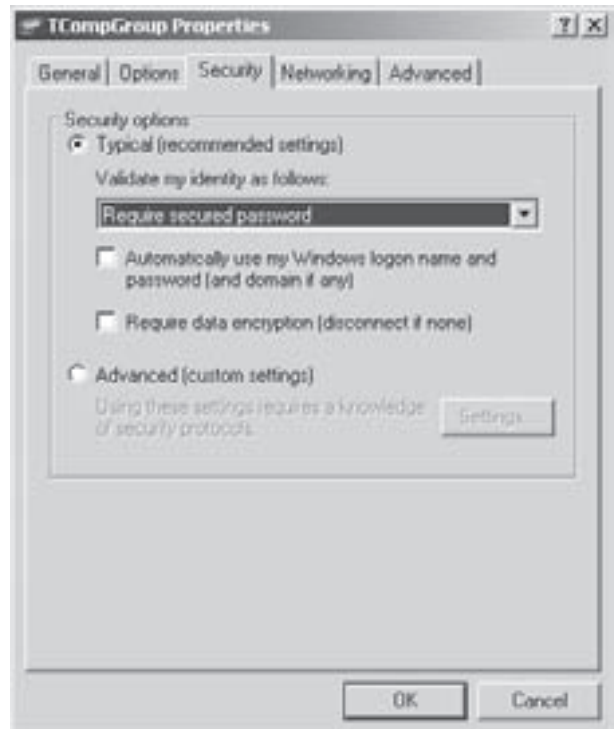 TCompGroup Properties
General Options Security Networking Advanced
Security options
Typical (recommended settings)
Validate my identity as follows:
Require secured password
Automatically use my Windows logon name and
password (and domain if any)
Require data encryption (disconnect if none)
Advanced (custom settings)
Using these settings requires a knowledge
of security protocols.
Settings...
OK Cancel